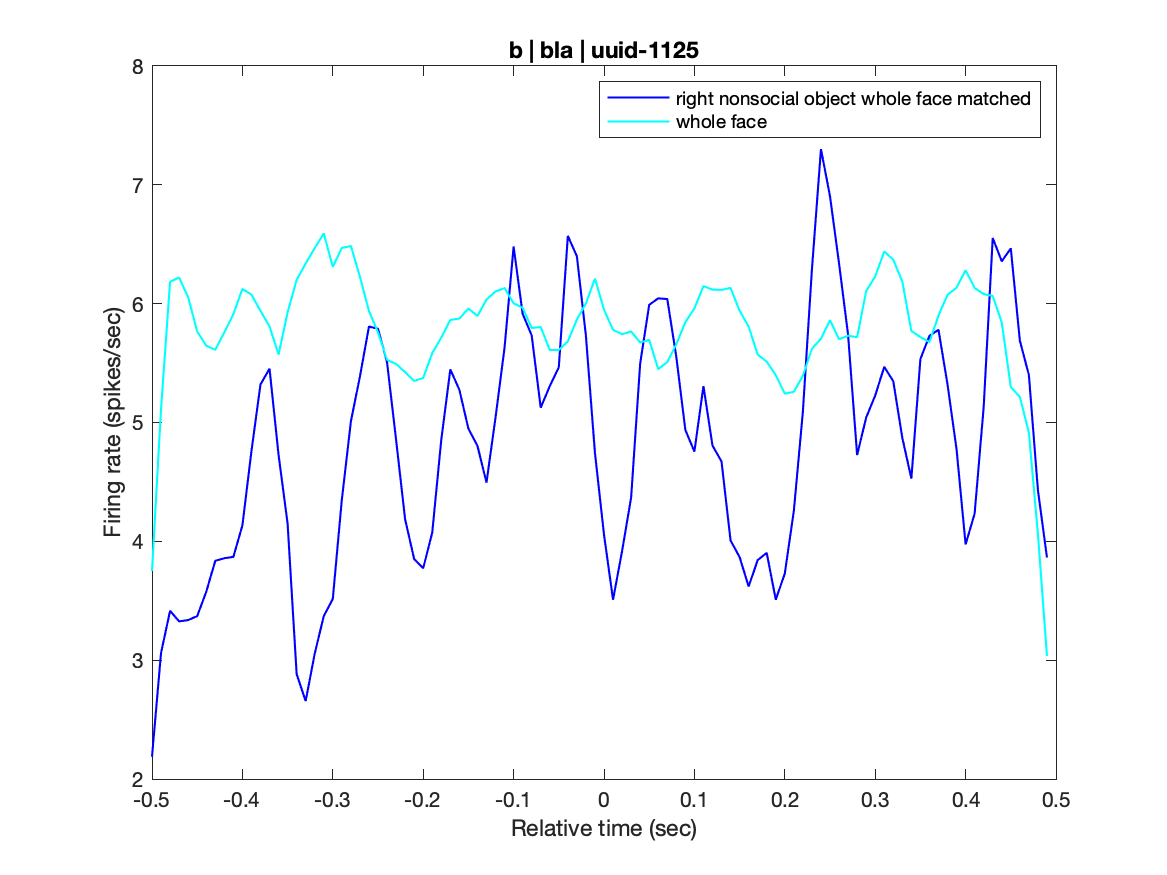 b | bla | uuid-1125
right nonsocial object whole face matched
whole face
8
7
6
5
4
3
2
Firing rate (spikes/sec)
-0.5 -0.4 -0.3 -0.2 -0.1 0 0.1 0.2 0.3 0.4 0.5
Relative time (sec)